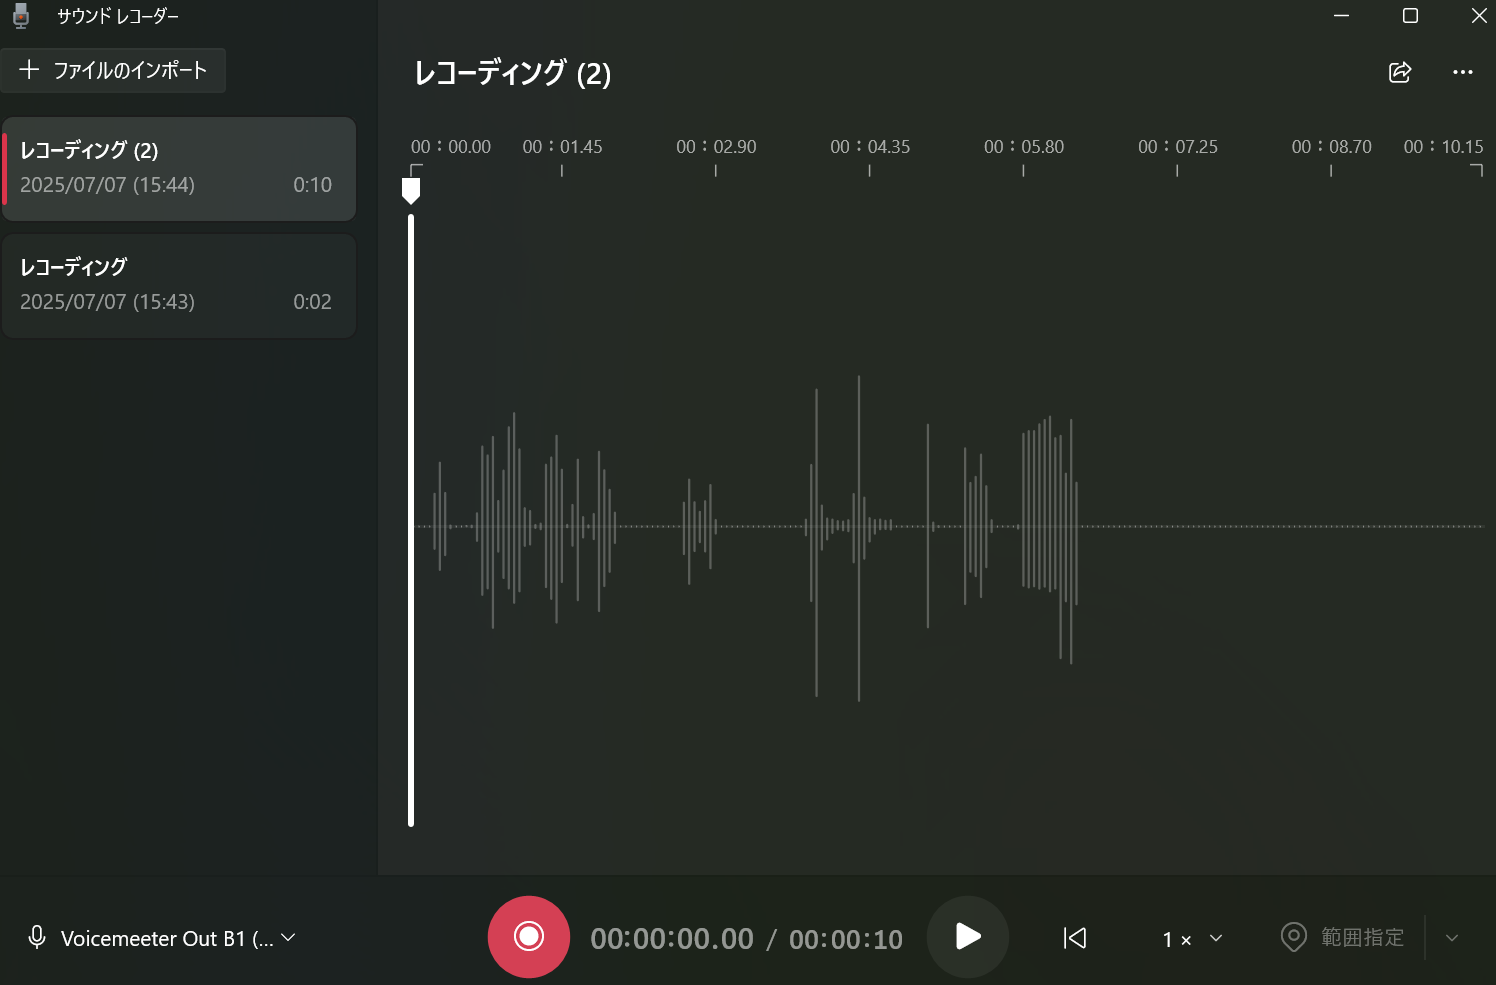 サウンド レコーダー
ファイルのインポート
レコーディング (2)
2025/07/07 (15:44) 0:10
レコーディング
2025/07/07 (15:43) 0:02
レコーディング (2)
00：00.00 00：01.45 00：02.90 00：04.35 00：05.80 00：07.25 00：08.70 00：10.15
Voicemeeter Out B1 (...
00:00:00.00 / 00:00:10
1 ×
範囲指定